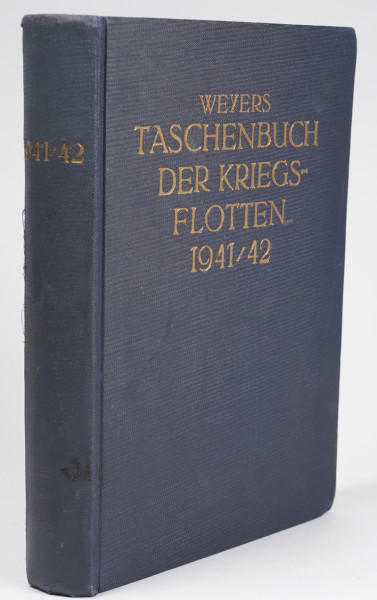 WEYERS
TASCHENBUCH
DER KRIEGS-
FLOTTEN
1941/42
1941/42